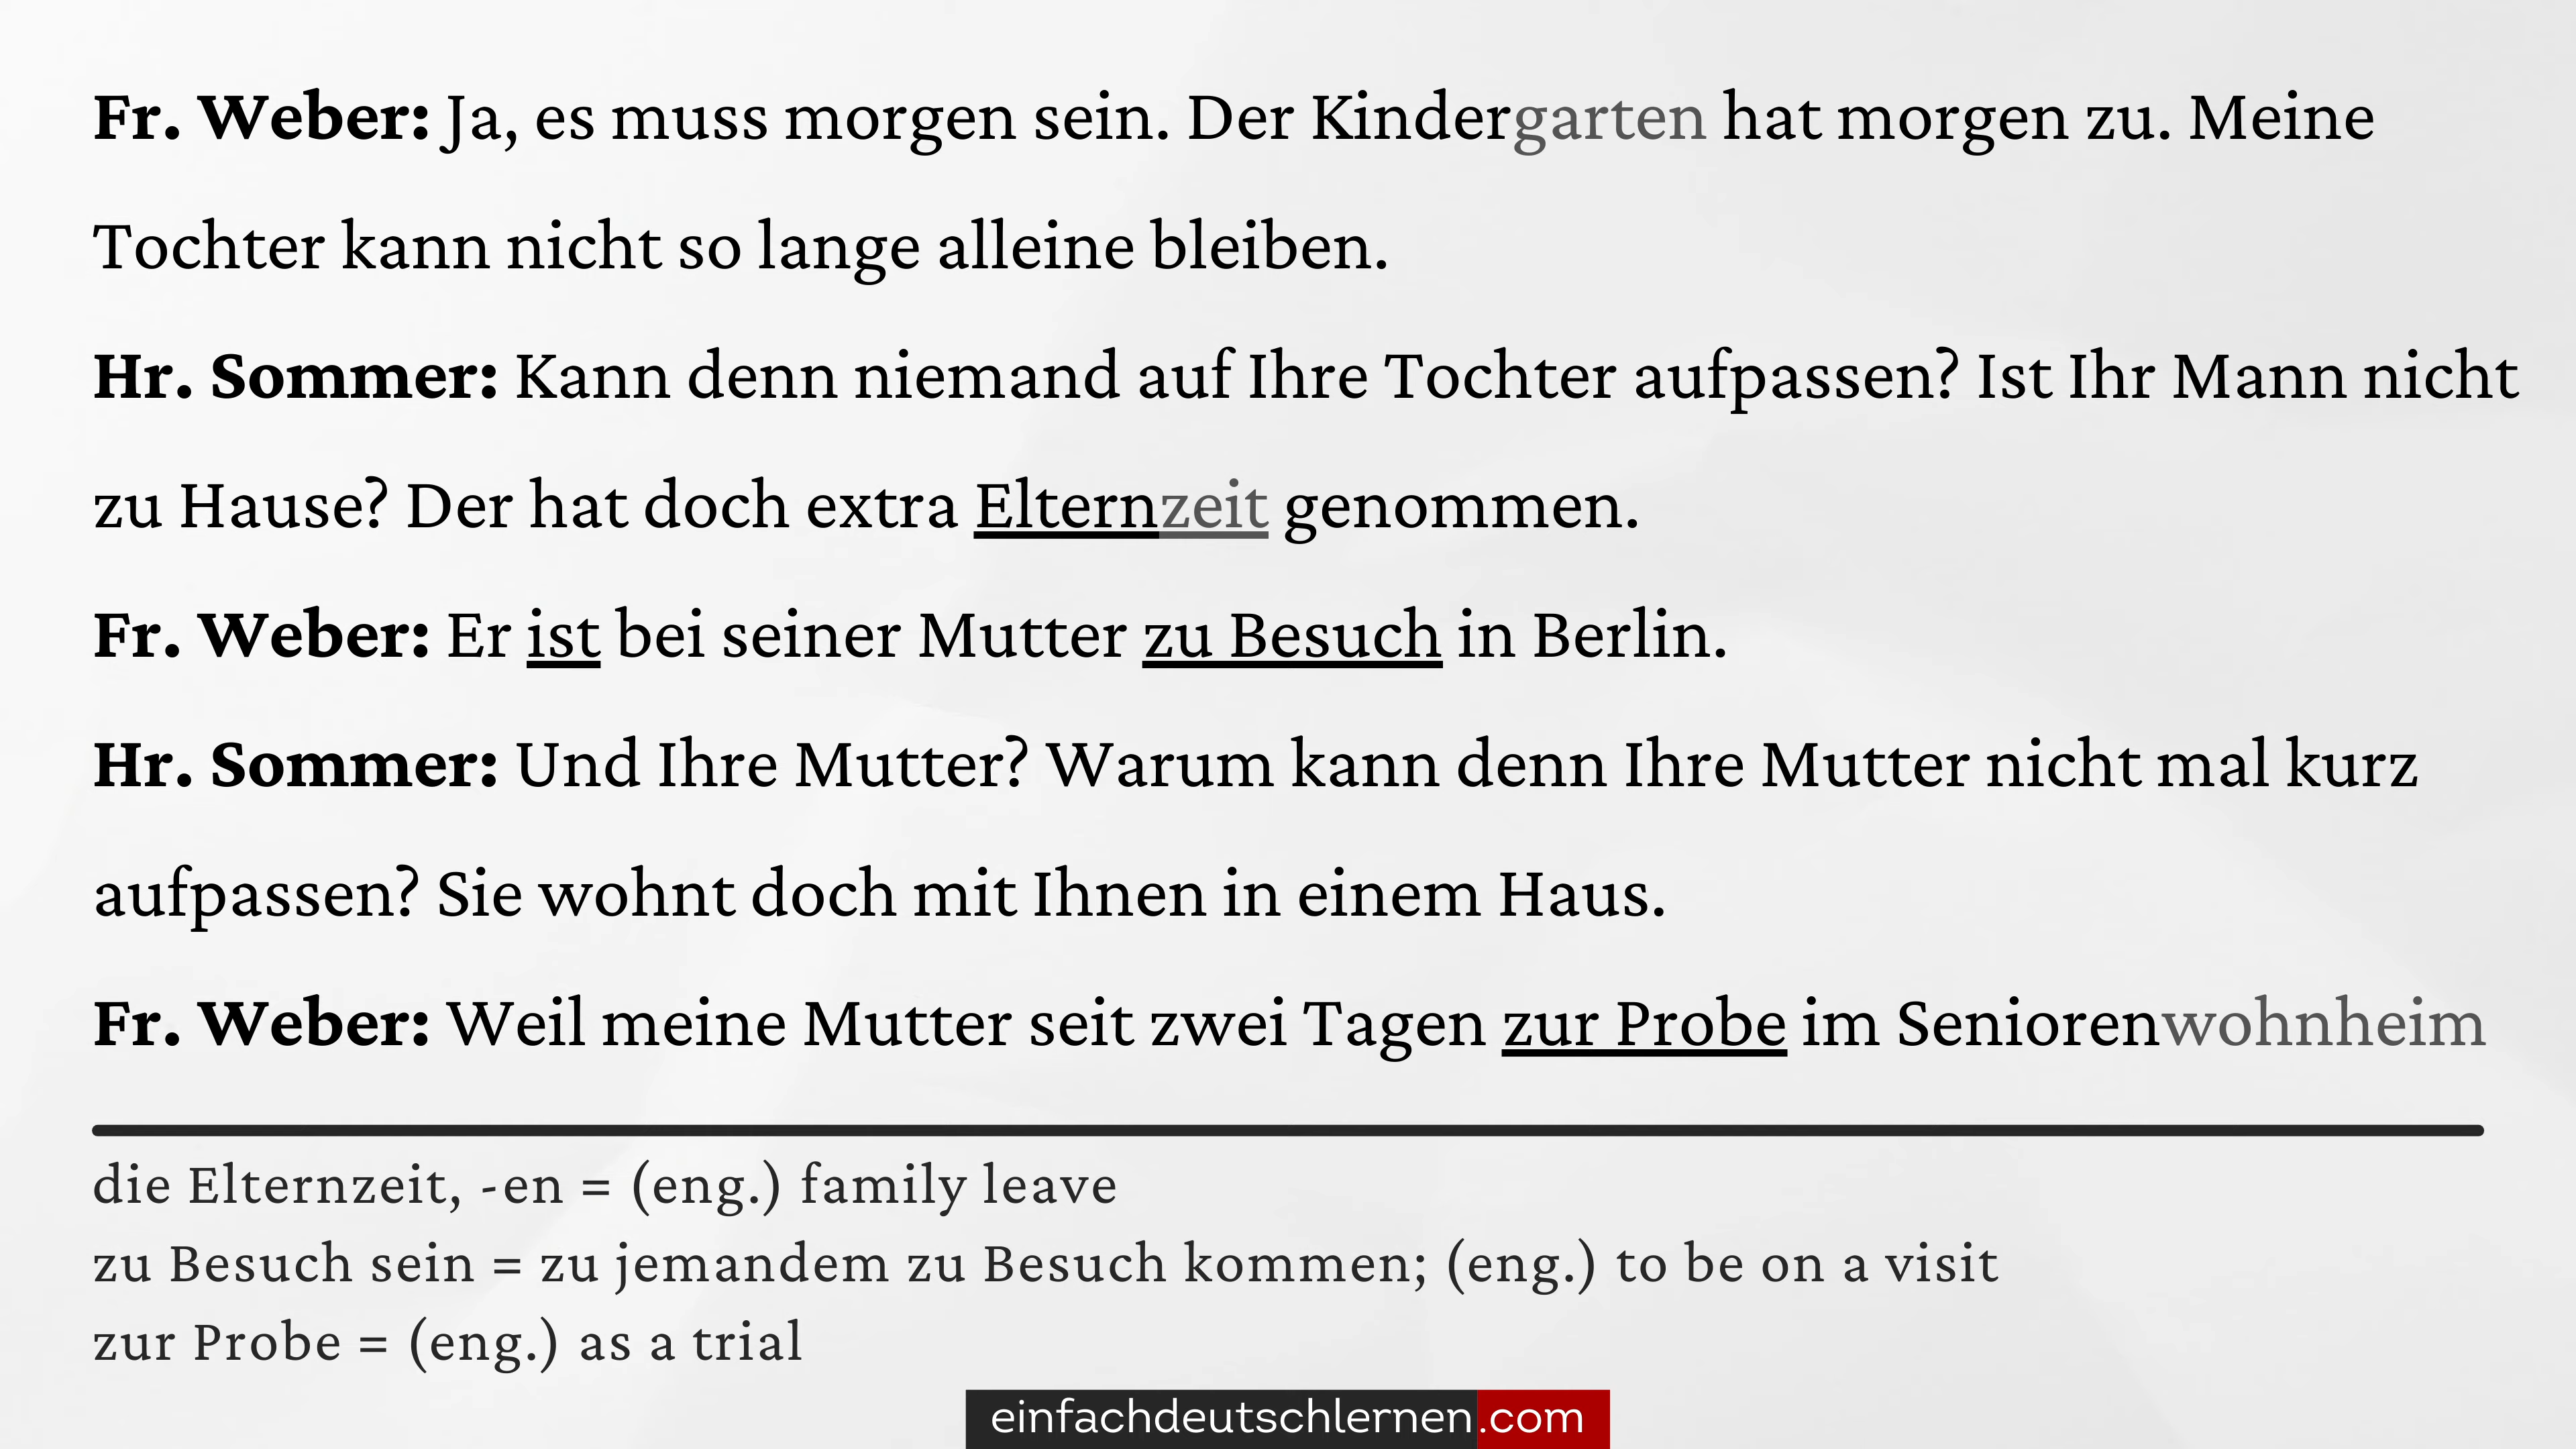 Fr. Weber: Ja, es muss morgen sein. Der Kindergarten hat morgen zu. Meine
Tochter kann nicht so lange alleine bleiben.
Hr. Sommer: Kann denn niemand auf Ihre Tochter aufpassen? Ist Ihr Mann nicht
zu Hause? Der hat doch extra Elternzeit genommen.
Fr. Weber: Er ist bei seiner Mutter zu Besuch in Berlin.
Hr. Sommer: Und Ihre Mutter? Warum kann denn Ihre Mutter nicht mal kurz
aufpassen? Sie wohnt doch mit Ihnen in einem Haus.
Fr. Weber: Weil meine Mutter seit zwei Tagen zur Probe im Seniorenwohnheim
die Elternzeit, -en = (eng.) family leave
zu Besuch sein = zu jemandem zu Besuch kommen; (eng.) to be on a visit
zur Probe = (eng.) as a trial
einfachdeutschlernen.com